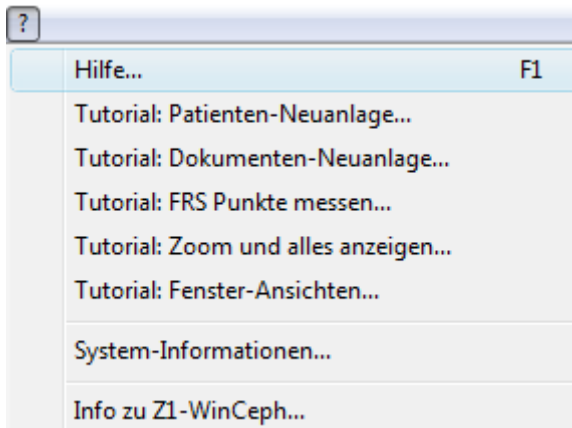 ?
Hilfe... F1
Tutorial: Patienten-Neuanlage...
Tutorial: Dokumenten-Neuanlage...
Tutorial: FRS Punkte messen...
Tutorial: Zoom und alles anzeigen...
Tutorial: Fenster-Ansichten...
System-Informationen...
Info zu Z1-WinCeph...